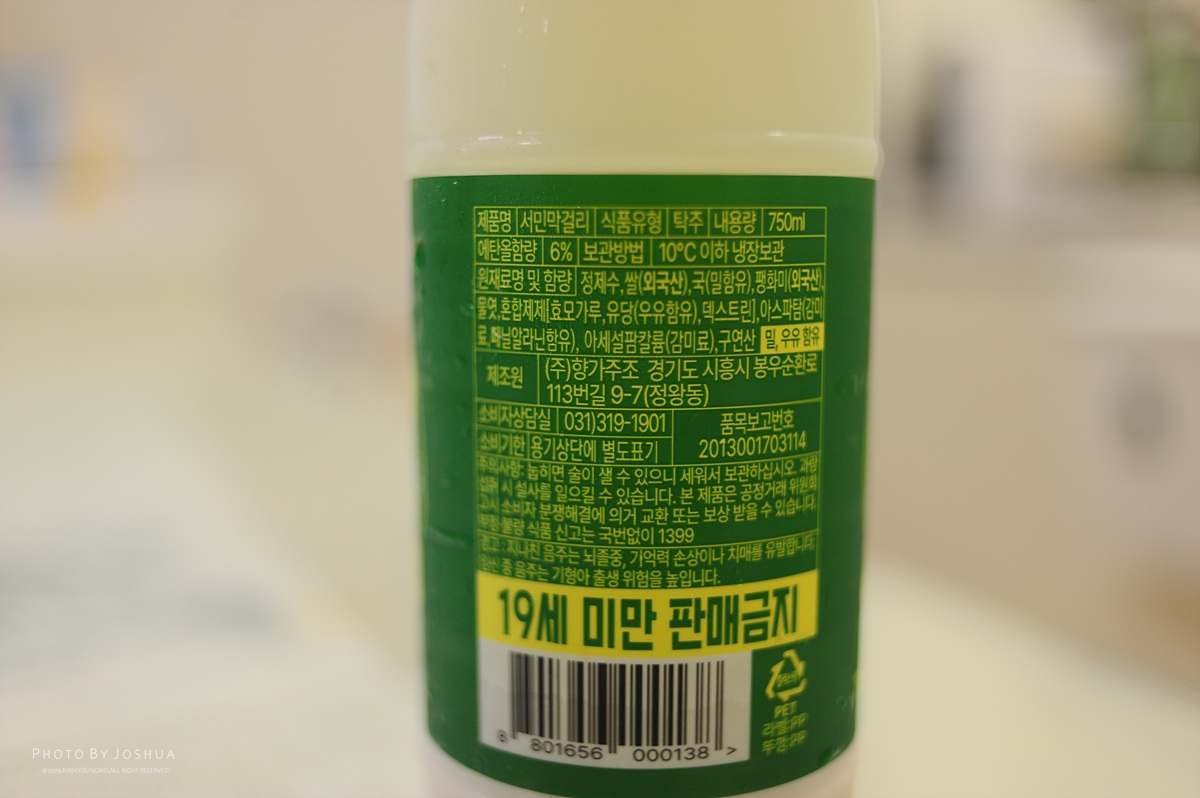 제품명 서민막걸리 식품유형 탁주 내용량 750ml
에탄올함량 6% 보관방법 10℃ 이하 냉장보관
원재료명 및 함량 정제수,쌀(외국산),국(밀함유),팽화미(외국산),
물엿,혼합제제[효모가루,유당(우유함유),덱스트린],아스파탐(감미
료,페닐알라닌함유), 아세설팜칼륨(감미료),구연산 밀, 우유 함유
제조원 (주)향가주조 경기도 시흥시 봉우순환로
113번길 9-7(정왕동)
소비자상담실 031)319-1901 품목보고번호
소비기한 용기상단에 별도표기 2013001703114
주의사항: 눕히면 술이 샐 수 있으니 세워서 보관하십시오. 과량
섭취 시 설사를 일으킬 수 있습니다. 본 제품은 공정거래 위원회
고시 소비자 분쟁해결에 의거 교환 또는 보상 받을 수 있습니다.
부정·불량 식품 신고는 국번없이 1399
경고: 지나친 음주는 뇌졸중, 기억력 손상이나 치매를 유발합니다.
임신 중 음주는 기형아 출생 위험을 높입니다.
19세 미만 판매금지
8 801656 000138 >
PET
라벨:PP
뚜껑:PP
PHOTO BY JOSHUA